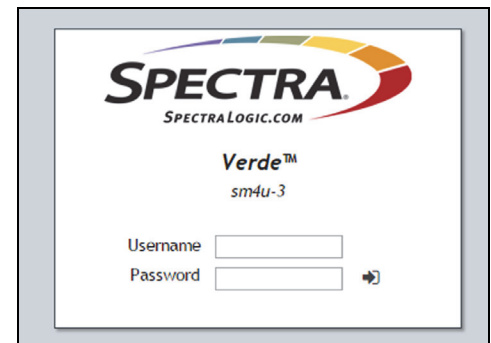 SPECTRA.
SPECTRALOGIC.COM
Verde™
sm4u-3
Username
Password